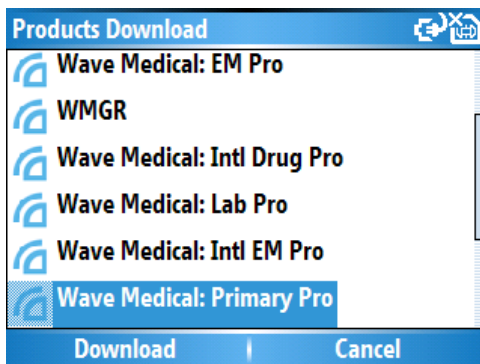 Products Download
Wave Medical: EM Pro
WMGR
Wave Medical: Intl Drug Pro
Wave Medical: Lab Pro
Wave Medical: Intl EM Pro
Wave Medical: Primary Pro
Download Cancel